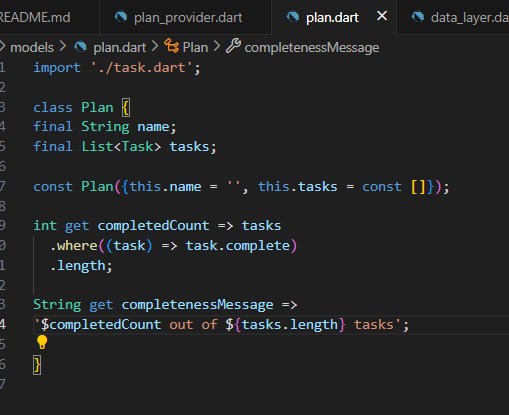 README.md plan_provider.dart plan.dart data_layer.da
models > plan.dart > Plan > completenessMessage
1 import './task.dart';
2
3 class Plan {
4 final String name;
5 final List<Task> tasks;
6
7 const Plan({this.name = '', this.tasks = const []});
8
9 int get completedCount => tasks
0 .where((task) => task.complete)
1 .length;
2
3 String get completenessMessage =>
4 '$completedCount out of ${tasks.length} tasks';
5
6 }
7